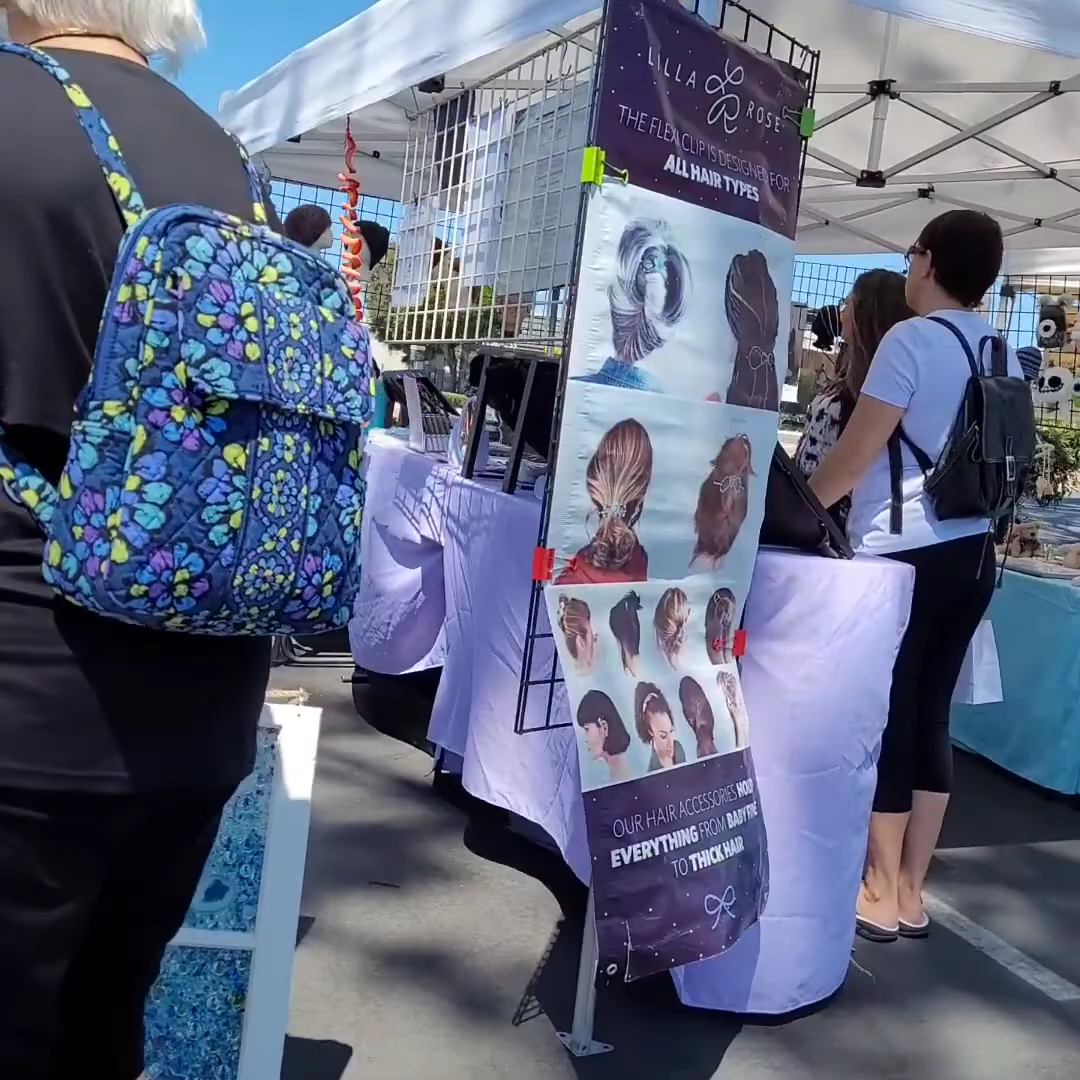 LILLA ROSE
THE FLEXI CLIP IS DESIGNED FOR
ALL HAIR TYPES
OUR HAIR ACCESSORIES HOLD
EVERYTHING FROM BABY FINE
TO THICK HAIR